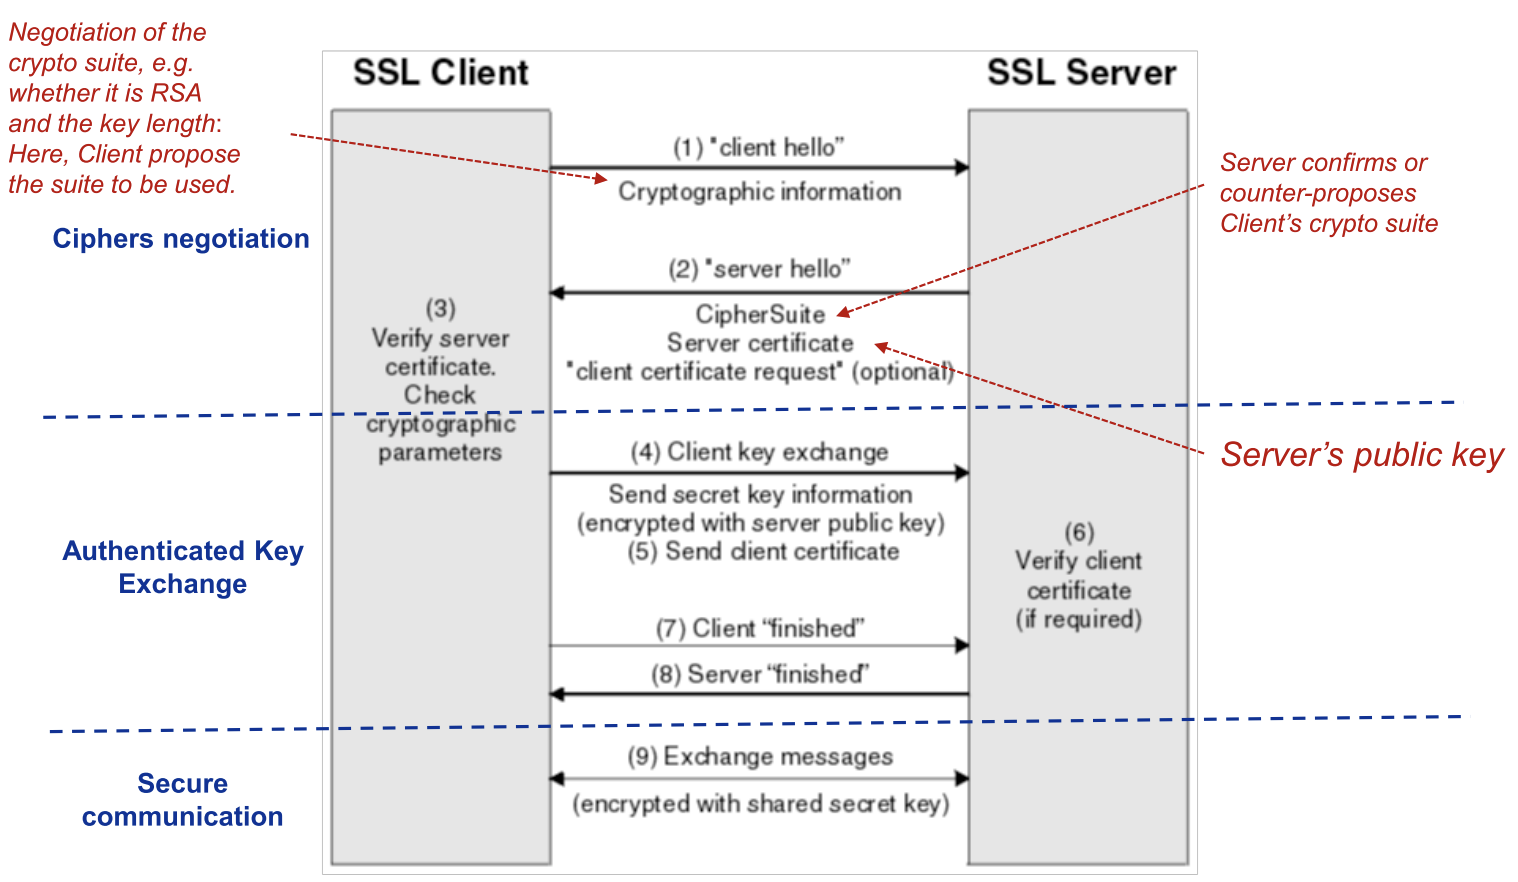 Negotiation of the
crypto suite, e.g.
whether it is RSA
and the key length:
Here, Client propose
the suite to be used.
SSL Client
SSL Server
(1) "client hello”
Cryptographic information
Server confirms or
counter-proposes
Client’s crypto suite
Ciphers negotiation
(2) "server hello”
CipherSuite
Server certificate
"client certificate request" (optional)
(3)
Verify server
certificate.
Check
cryptographic
parameters
Server’s public key
(4) Client key exchange
Send secret key information
(encrypted with server public key)
(5) Send client certificate
Authenticated Key
Exchange
(6)
Verify client
certificate
(if required)
(7) Client “finished”
(8) Server “finished”
Secure
communication
(9) Exchange messages
(encrypted with shared secret key)